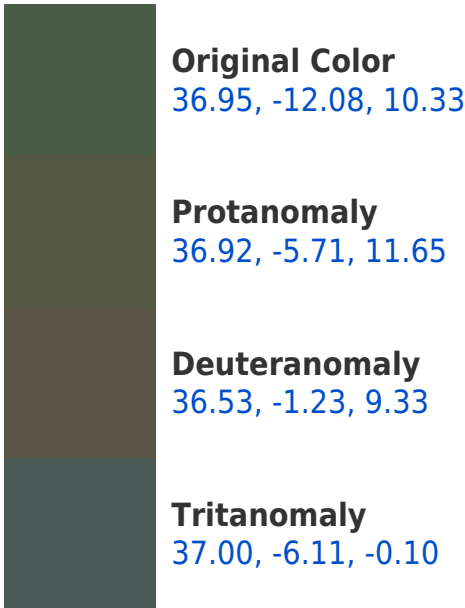 Original Color
36.95, -12.08, 10.33
Protanomaly
36.92, -5.71, 11.65
Deuteranomaly
36.53, -1.23, 9.33
Tritanomaly
37.00, -6.11, -0.10